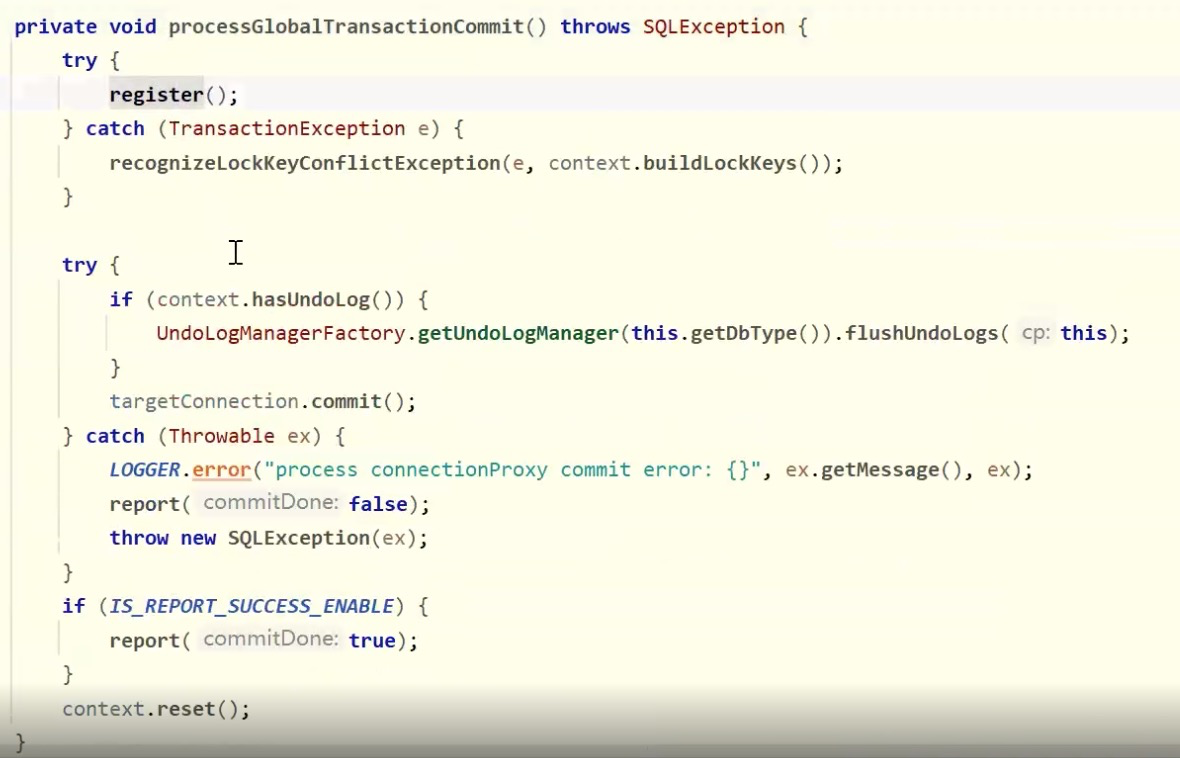 private void processGlobalTransactionCommit() throws SQLException {
try {
register();
} catch (TransactionException e) {
recognizeLockKeyConflictException(e, context.buildLockKeys());
}
try {
if (context.hasUndoLog()) {
UndoLogManagerFactory.getUndoLogManager(this.getDbType()).flushUndoLogs( cp: this);
}
targetConnection.commit();
} catch (Throwable ex) {
LOGGER.error("process connectionProxy commit error: {}", ex.getMessage(), ex);
report( commitDone: false);
throw new SQLException(ex);
}
if (IS_REPORT_SUCCESS_ENABLE) {
report( commitDone: true);
}
context.reset();
}